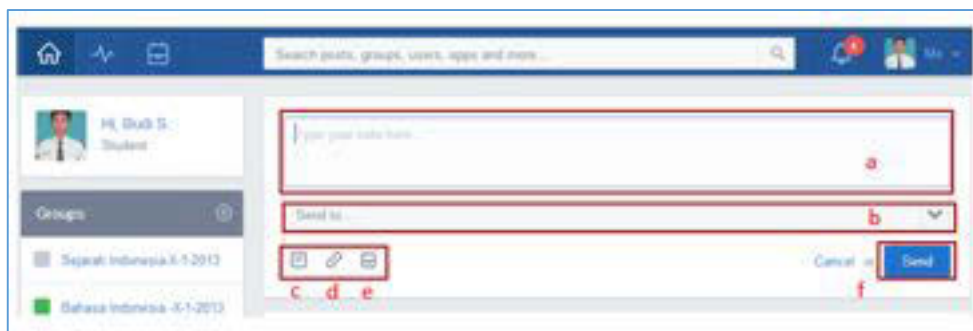 Search posts, groups, users, apps and more...
Me
Hi, Budi S.
Student
Type your note here...
a
Groups
Send to...
b
Sejarah Indonesia-X-1-2013
Cancel or Send
c d e f
Bahasa Indonesia -X-1-2013